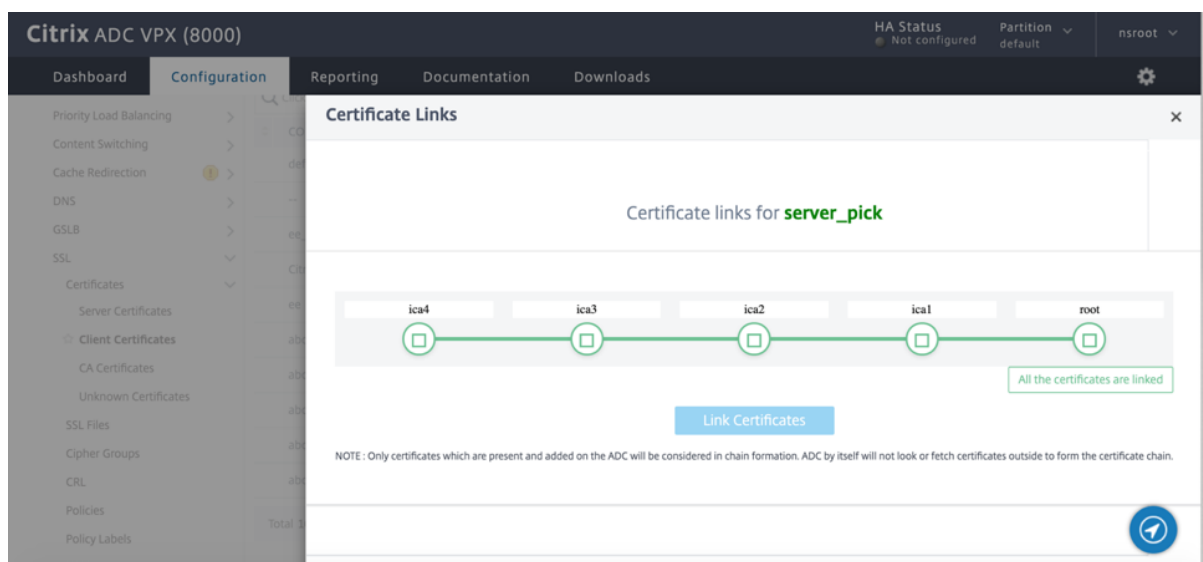 Citrix ADC VPX (8000)
HA Status
Not configured
Partition
default
nsroot
Dashboard
Configuration
Reporting
Documentation
Downloads
Priority Load Balancing
Content Switching
Cache Redirection
DNS
GSLB
SSL
Certificates
Server Certificates
Client Certificates
CA Certificates
Unknown Certificates
SSL Files
Cipher Groups
CRL
Policies
Policy Labels
Certificate Links
Certificate links for server_pick
ica4
ica3
ica2
ica1
root
All the certificates are linked
Link Certificates
NOTE : Only certificates which are present and added on the ADC will be considered in chain formation. ADC by itself will not look or fetch certificates outside to form the certificate chain.
Total